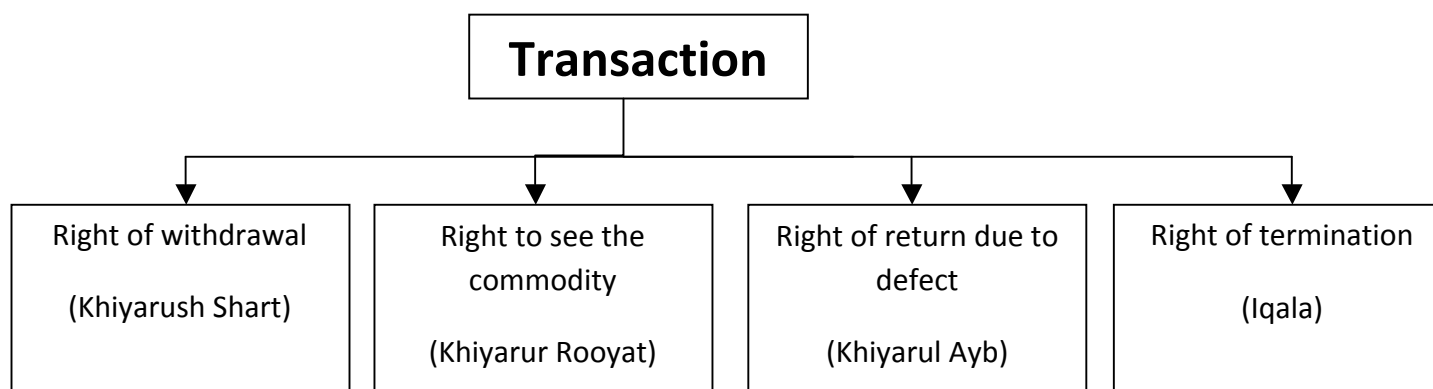 Transaction
Right of withdrawal
(Khiyarush Shart)
Right to see the
commodity
(Khiyarur Rooyat)
Right of return due to
defect
(Khiyarul Ayb)
Right of termination
(Iqala)